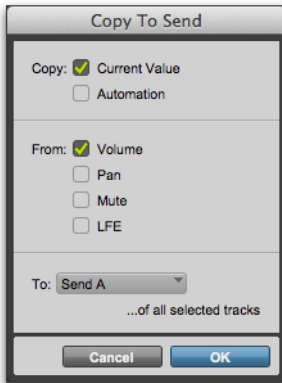 Copy To Send
Copy: Current Value
Automation
From: Volume
Pan
Mute
LFE
To: Send A
...of all selected tracks
Cancel OK